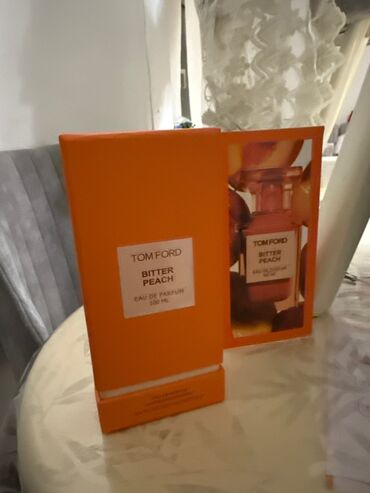 TOM FORD
BITTER
PEACH
EAU DE PARFUM
100 ML
TOM FORD
BITTER
PEACH
EAU DE PARFUM